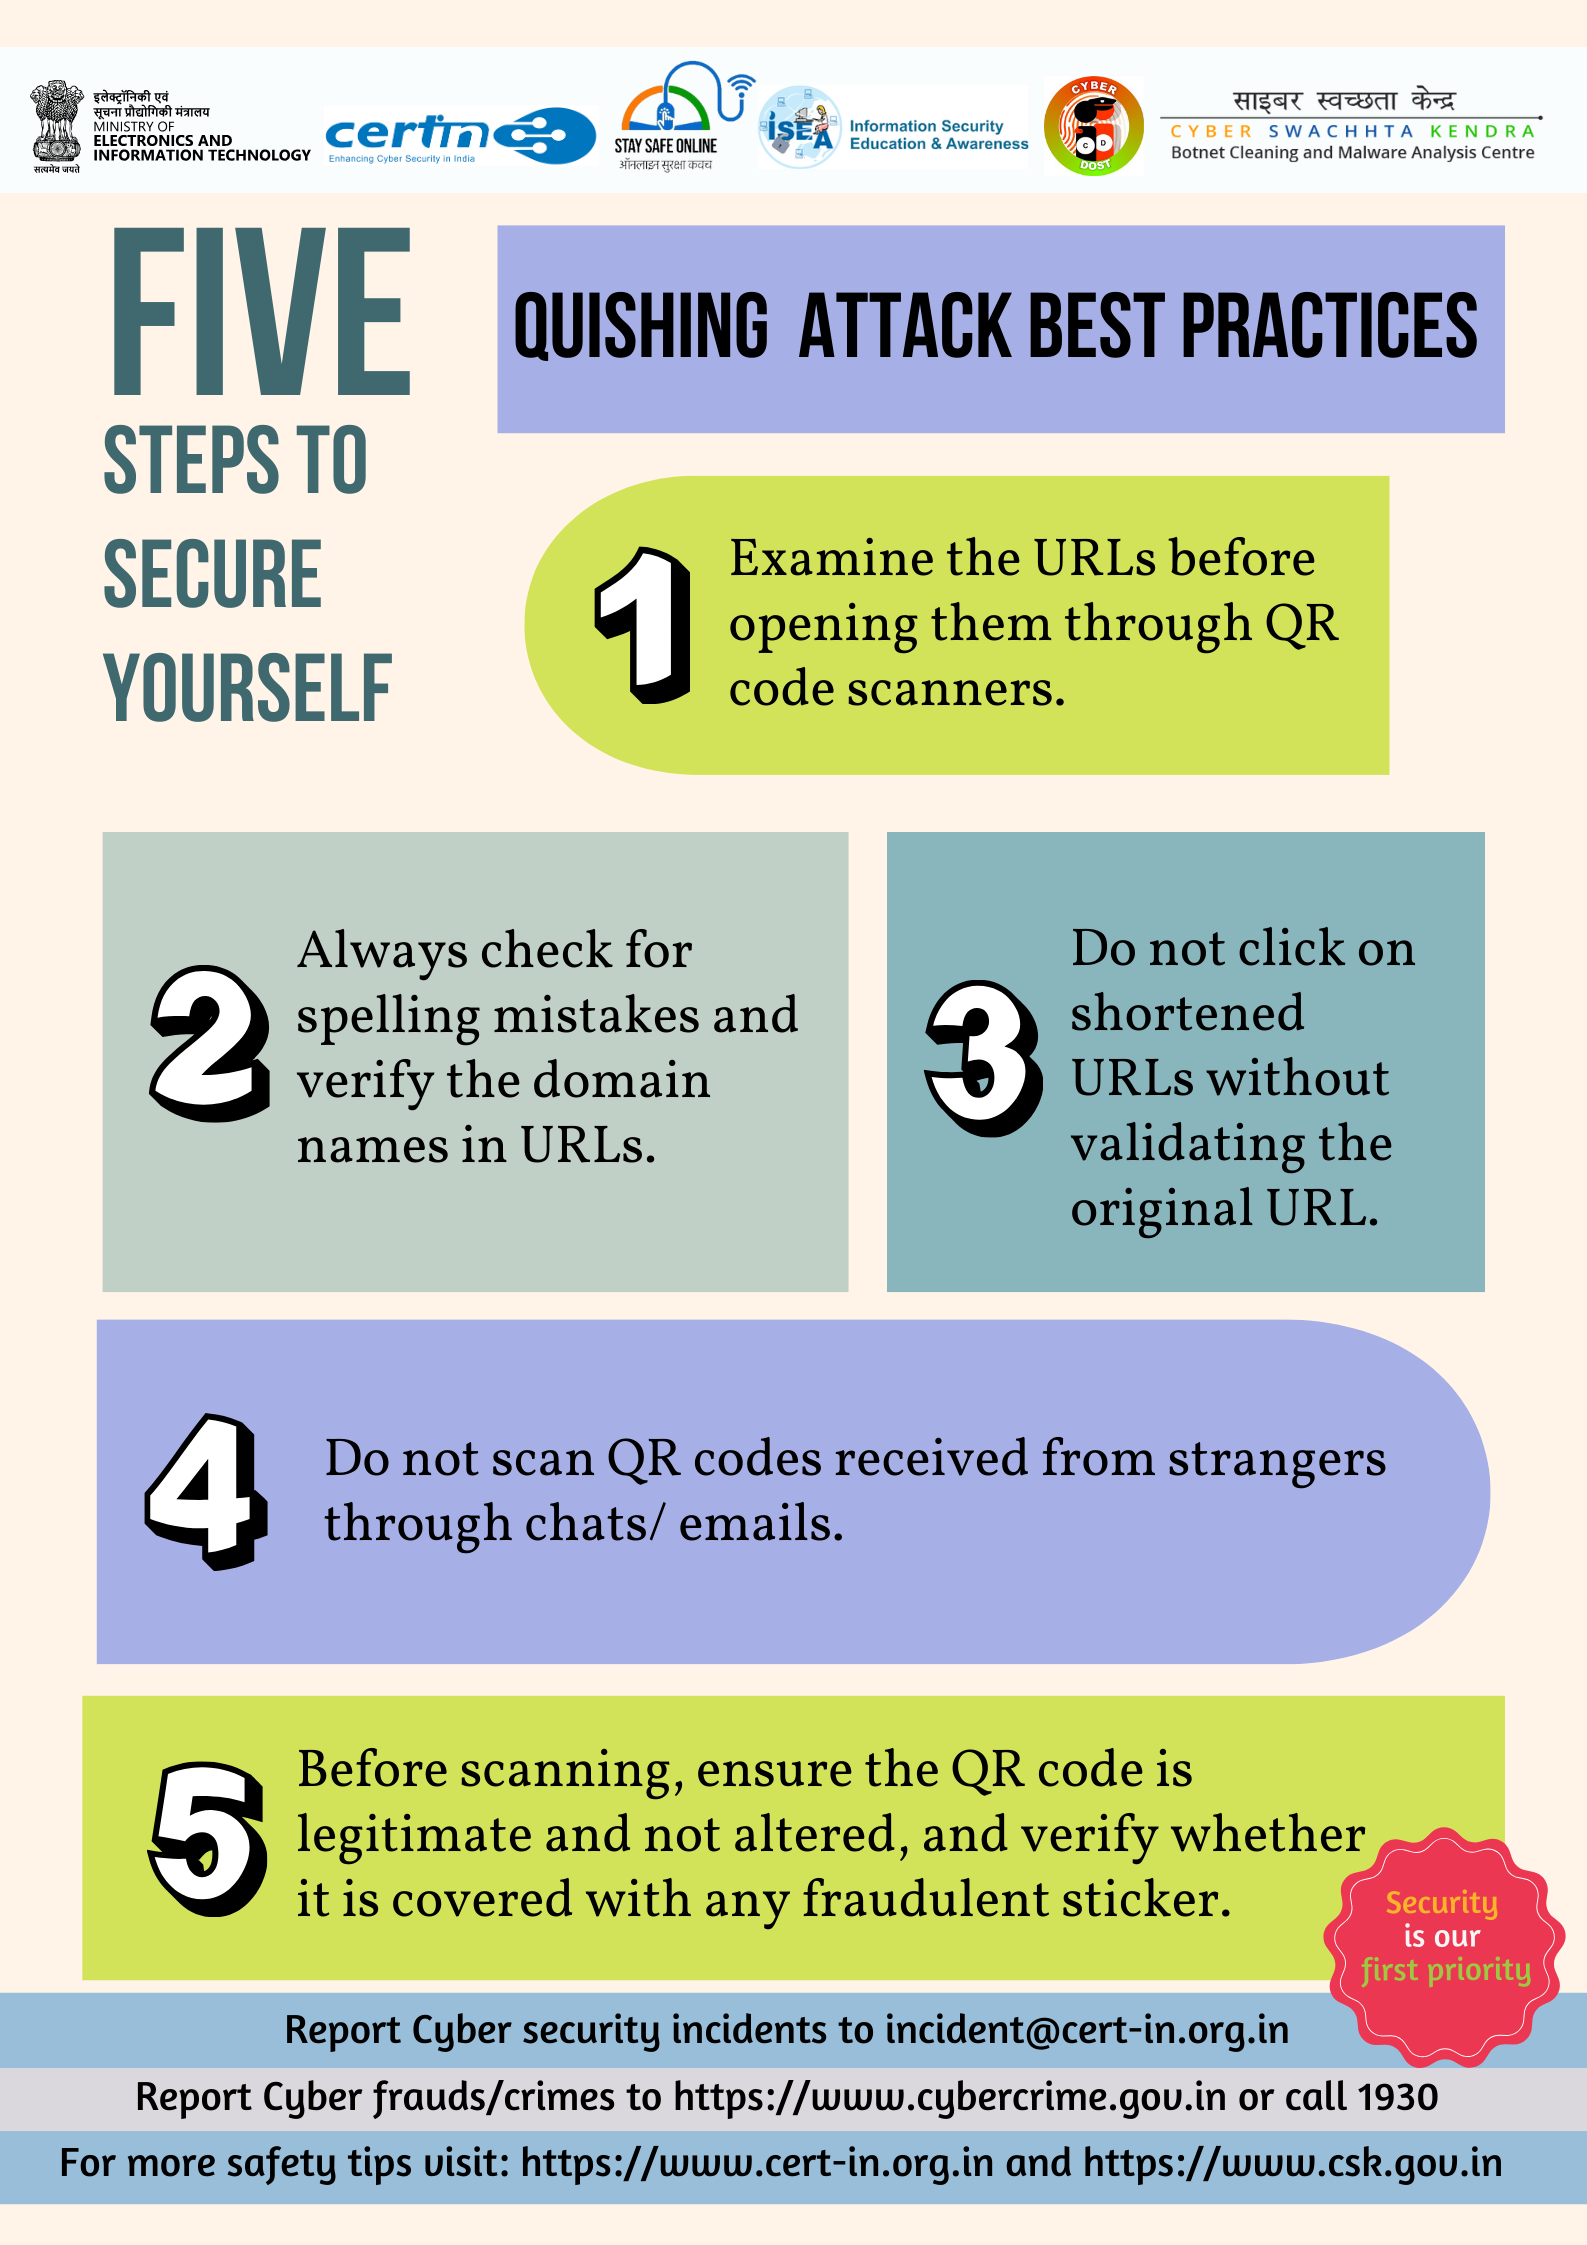 इलेक्ट्रॉनिकी एवं
सूचना प्रौद्योगिकी मंत्रालय
MINISTRY OF
ELECTRONICS AND
INFORMATION TECHNOLOGY
सत्यमेव जयते
certin
Enhancing Cyber Security in India
STAY SAFE ONLINE
ऑनलाइन सुरक्षा कवच
iSEA
Information Security
Education & Awareness
CYBER
C D
DOST
साइबर स्वच्छता केन्द्र
CYBER SWACHHTA KENDRA
Botnet Cleaning and Malware Analysis Centre
FIVE
STEPS TO
SECURE
YOURSELF
QUISHING ATTACK BEST PRACTICES
1
Examine the URLs before
opening them through QR
code scanners.
2
Always check for
spelling mistakes and
verify the domain
names in URLs.
3
Do not click on
shortened
URLs without
validating the
original URL.
4
Do not scan QR codes received from strangers
through chats/ emails.
5
Before scanning, ensure the QR code is
legitimate and not altered, and verify whether
it is covered with any fraudulent sticker.
Security
is our
first priority
Report Cyber security incidents to incident@cert-in.org.in
Report Cyber frauds/crimes to https://www.cybercrime.gov.in or call 1930
For more safety tips visit: https://www.cert-in.org.in and https://www.csk.gov.in